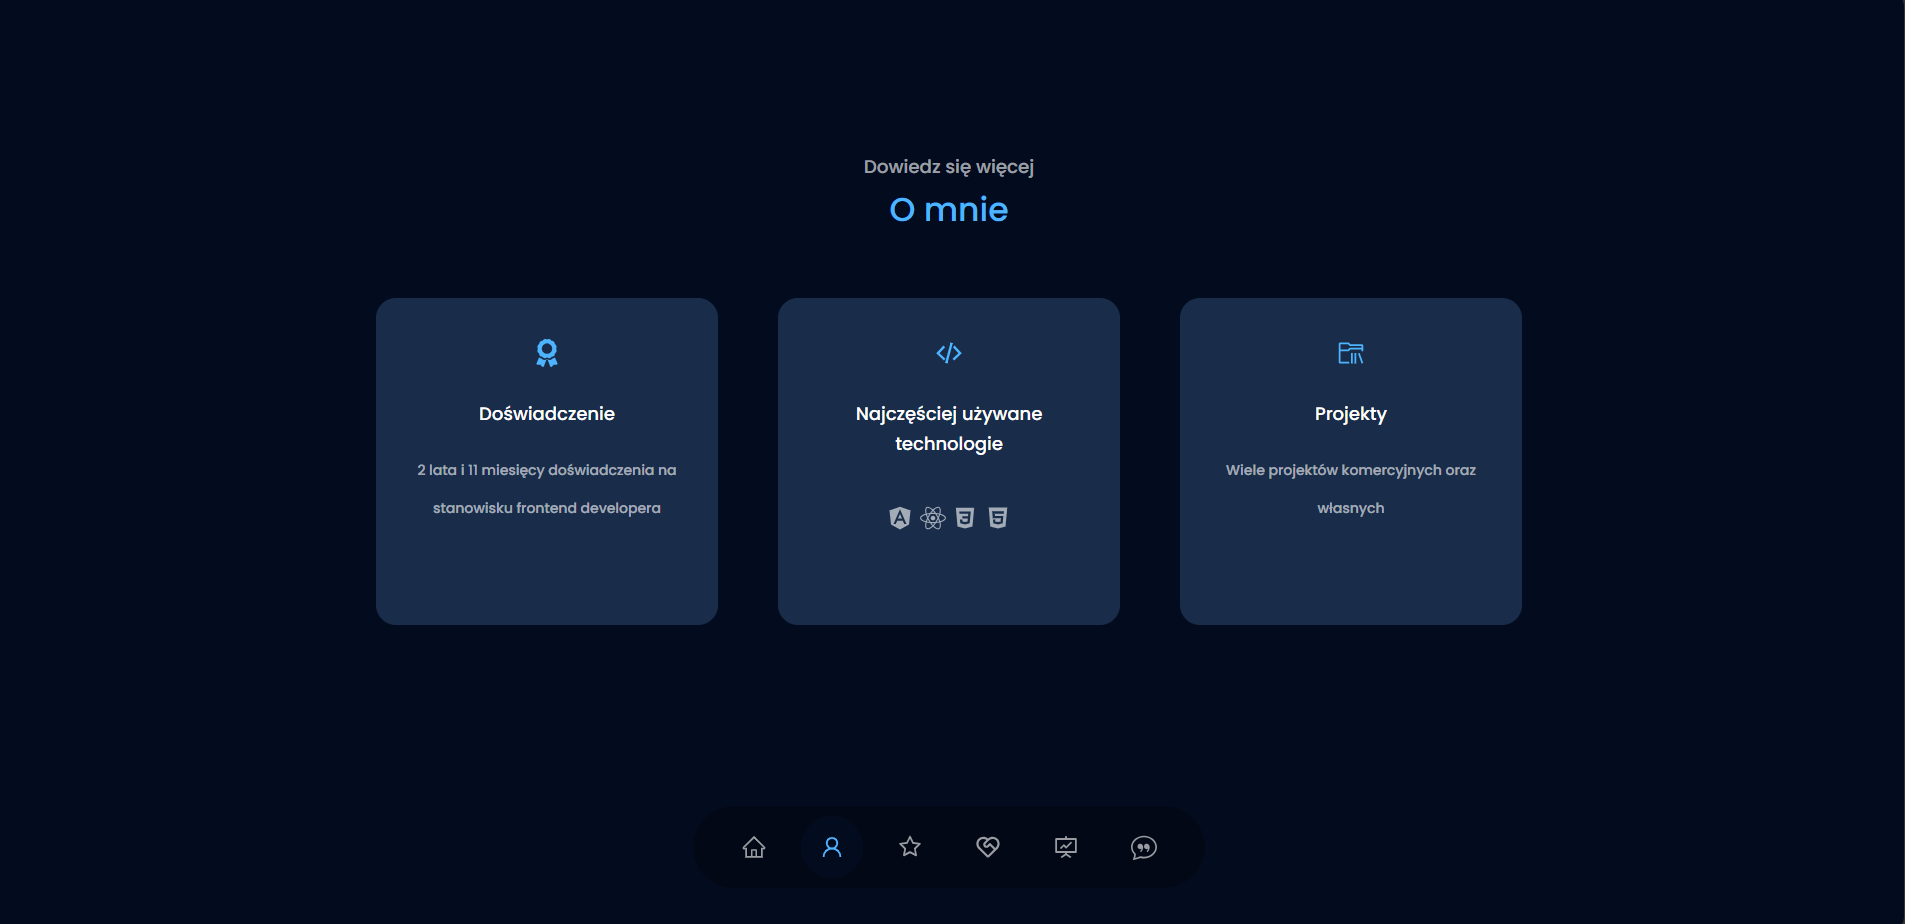 Dowiedz się więcej
O mnie
Doświadczenie
2 lata i 11 miesięcy doświadczenia na
stanowisku frontend developera
Najczęściej używane
technologie
Projekty
Wiele projektów komercyjnych oraz
własnych